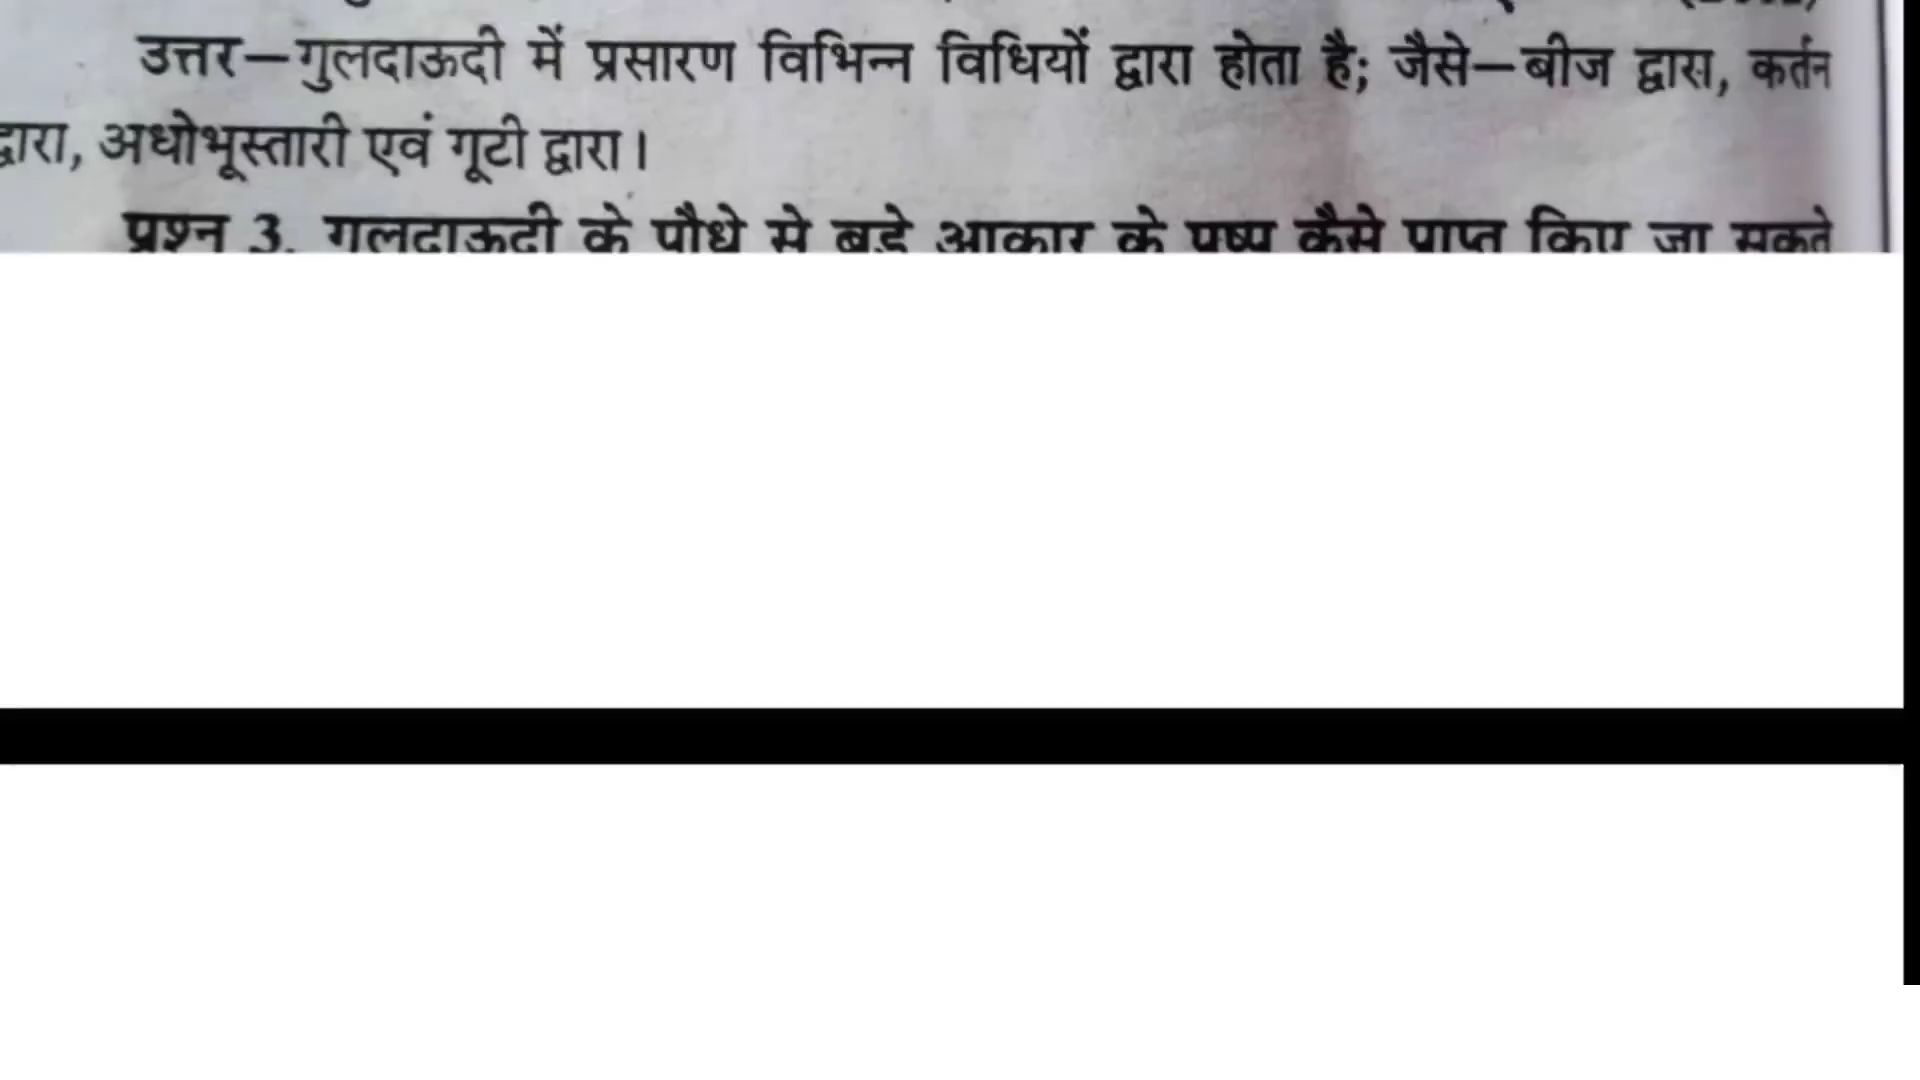 उत्तर—गुलदाऊदी में प्रसारण विभिन्न विधियों द्वारा होता है; जैसे—बीज द्वारा, कर्तन
द्वारा, अधोभूस्तारी एवं गूटी द्वारा।
प्रश्न 3. गुलदाऊदी के पौधे से बड़े आकार के पुष्प कैसे प्राप्त किए जा सकते